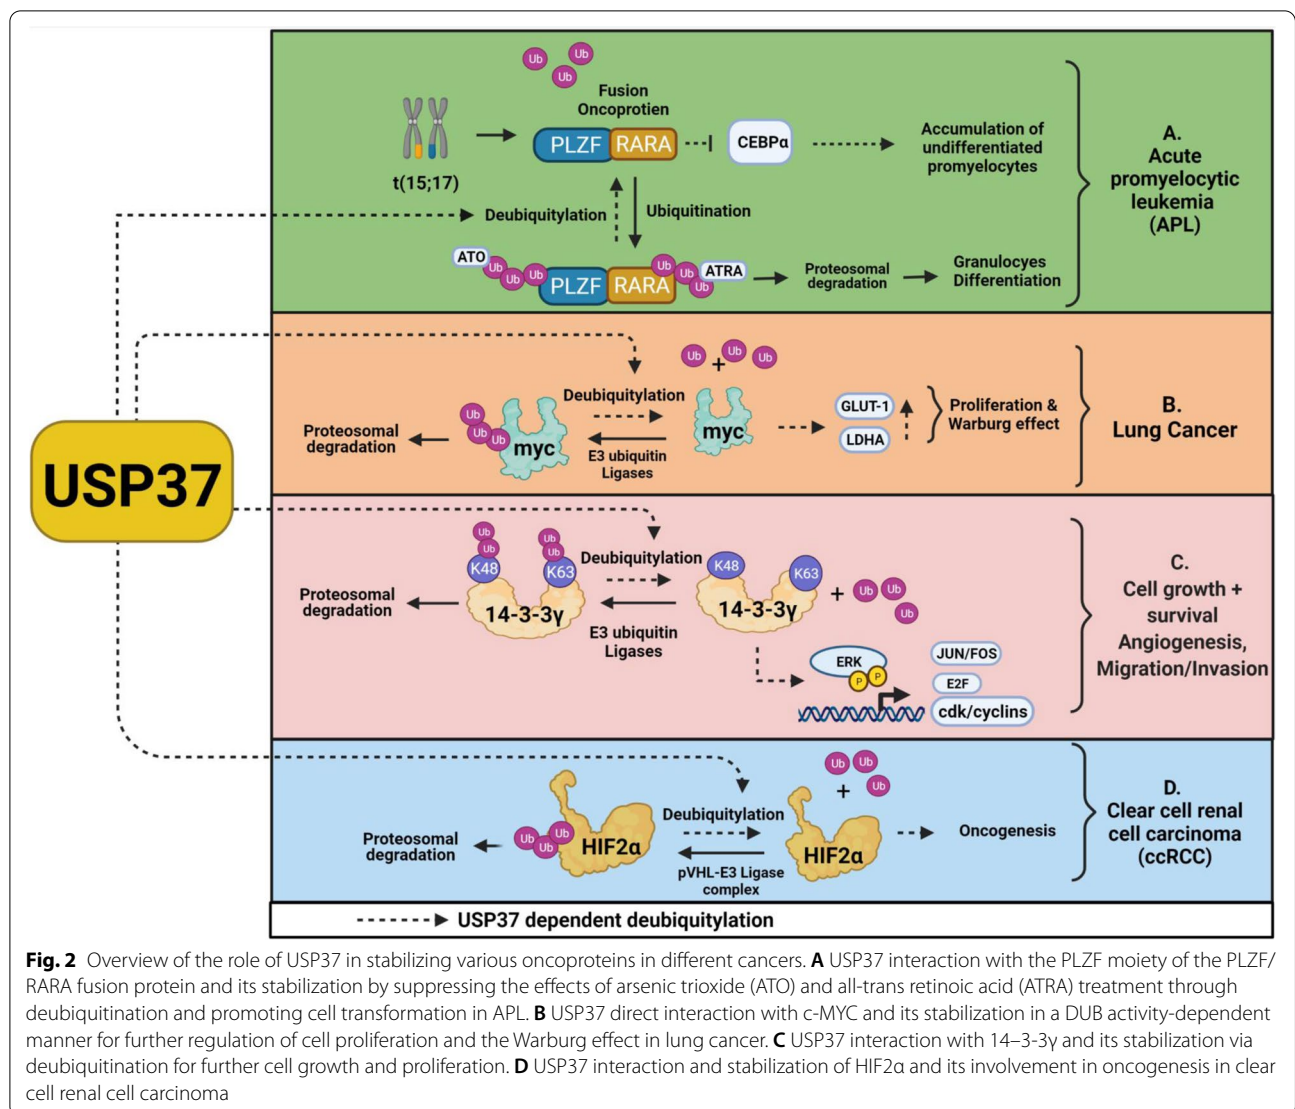 Ub
Ub
Ub
Fusion
Oncoprotien
PLZF
RARA
CEBPα
Accumulation of
undifferentiated
promyelocytes
t(15;17)
Deubiquitylation
Ubiquitination
ATO
Ub
Ub
Ub
PLZF
RARA
Ub
Ub
Ub
ATRA
Proteosomal
degradation
Granulocyes
Differentiation
A.
Acute
promyelocytic
leukemia
(APL)
USP37
Ub
Ub
Ub
+
Deubiquitylation
Ub
Ub
Ub
myc
myc
E3 ubiquitin
Ligases
Proteosomal
degradation
GLUT-1
LDHA
Proliferation &
Warburg effect
B.
Lung Cancer
Ub
Ub
Ub
Ub
K48
K63
14-3-3γ
Deubiquitylation
E3 ubiquitin
Ligases
Proteosomal
degradation
K48
K63
14-3-3γ
+
Ub
Ub
Ub
ERK
P
P
JUN/FOS
E2F
cdk/cyclins
C.
Cell growth +
survival
Angiogenesis,
Migration/Invasion
Ub
Ub
Ub
+
Deubiquitylation
Ub
Ub
Ub
HIF2α
HIF2α
pVHL-E3 Ligase
complex
Proteosomal
degradation
Oncogenesis
D.
Clear cell renal
cell carcinoma
(ccRCC)
USP37 dependent deubiquitylation
Fig. 2 Overview of the role of USP37 in stabilizing various oncoproteins in different cancers. A USP37 interaction with the PLZF moiety of the PLZF/
RARA fusion protein and its stabilization by suppressing the effects of arsenic trioxide (ATO) and all-trans retinoic acid (ATRA) treatment through
deubiquitination and promoting cell transformation in APL. B USP37 direct interaction with c-MYC and its stabilization in a DUB activity-dependent
manner for further regulation of cell proliferation and the Warburg effect in lung cancer. C USP37 interaction with 14–3-3γ and its stabilization via
deubiquitination for further cell growth and proliferation. D USP37 interaction and stabilization of HIF2α and its involvement in oncogenesis in clear
cell renal cell carcinoma